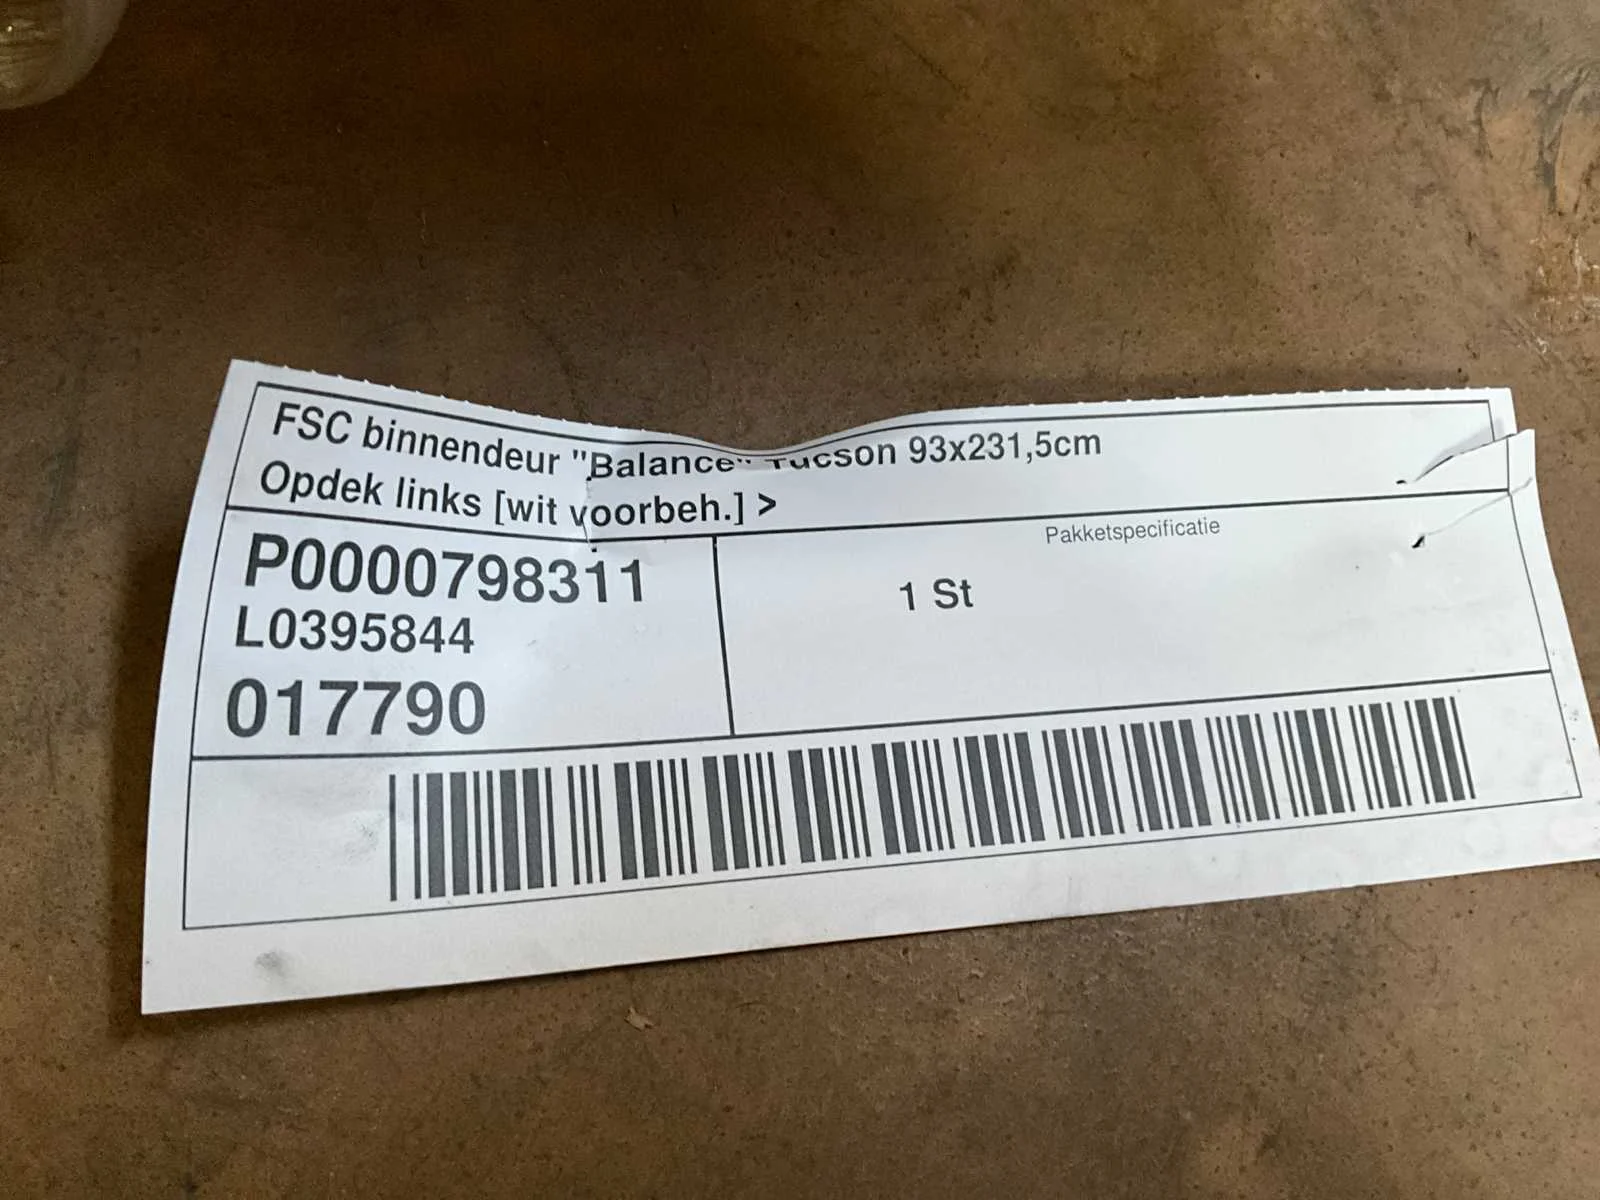 FSC binnendeur "Balance" Tucson 93x231,5cm
Opdek links [wit voorbeh.] >
P0000798311
L0395844
017790
Pakketspecificatie
1 St